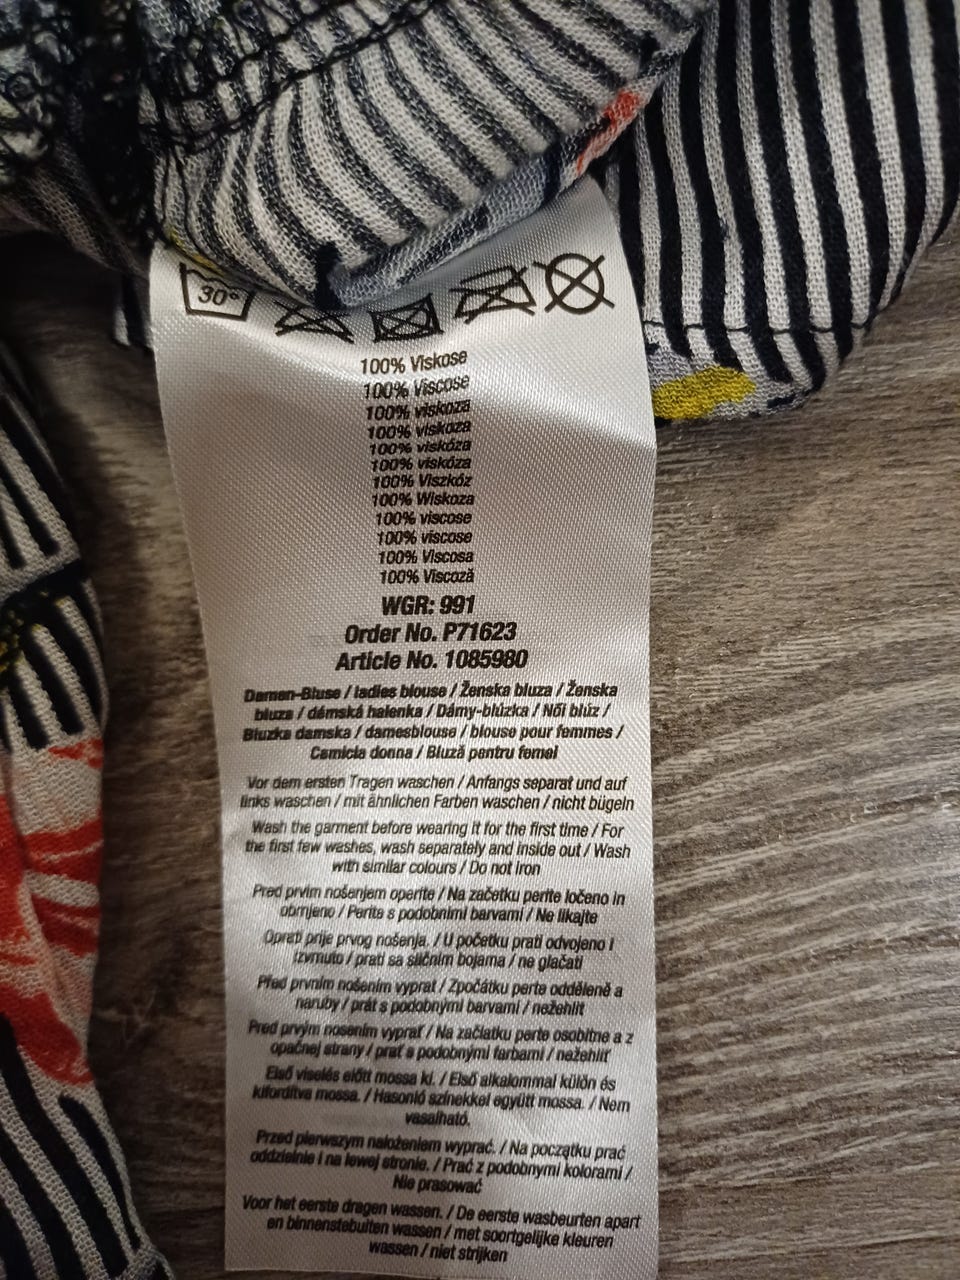 30°
100% Viskose
100% Viscose
100% viskoza
100% viskoza
100% viskóza
100% viskóza
100% Viszkóz
100% Wiskoza
100% viscose
100% viscose
100% Viscosa
100% Viscoză
WGR: 991
Order No. P71623
Article No. 1085980
Damen-Bluse / ladies blouse / Ženska bluza / Ženska
bluza / dámská halenka / Dámy-blúzka / Női blúz /
Bluzka damska / damesblouse / blouse pour femmes /
Camicia donna / Bluză pentru femei
Vor dem ersten Tragen waschen / Anfangs separat und auf
links waschen / mit ähnlichen Farben waschen / nicht bügeln
Wash the garment before wearing it for the first time / For
the first few washes, wash separately and inside out / Wash
with similar colours / Do not iron
Pred prvim nošenjem operite / Na začetku perite ločeno in
obrnjeno / Perite s podobnimi barvami / Ne likajte
Oprati prije prvog nošenja. / U početku prati odvojeno i
izvrnuto / prati sa sličnim bojama / ne glačati
Před prvním nošením vyprat / Zpočátku perte odděleně a
naruby / prát s podobnými barvami / nežehlit
Pred prvým nosením vyprať / Na začiatku perte osobitne a z
opačnej strany / prať s podobnými farbami / nežehliť
Első viselés előtt mossa ki. / Első alkalommal külön és
kifordítva mossa. / Hasonló színekkel együtt mossa. / Nem
vasalható.
Przed pierwszym nałożeniem wyprać. / Na początku prać
oddzielnie i na lewej stronie. / Prać z podobnymi kolorami /
Nie prasować
Voor het eerste dragen wassen. / De eerste wasbeurten apart
en binnenstebuiten wassen / met soortgelijke kleuren
wassen / niet strijken